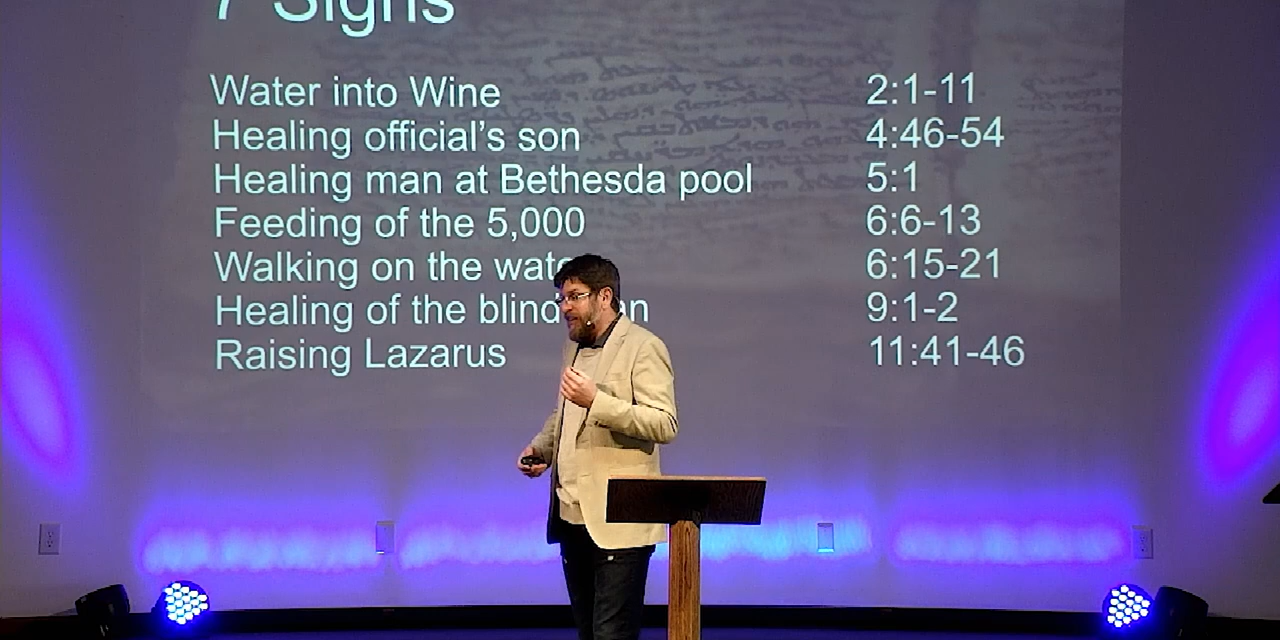 7 Signs
Water into Wine 2:1-11
Healing official's son 4:46-54
Healing man at Bethesda pool 5:1
Feeding of the 5,000 6:6-13
Walking on the 6:15-21
Healing of the 9:1-2
Raising Lazarus 11:41-46